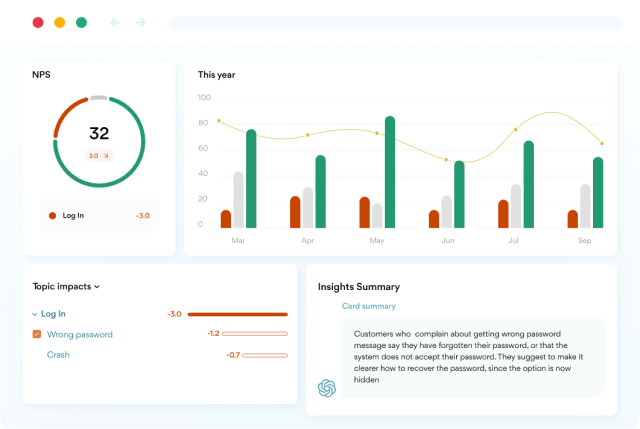 NPS
32
3.0
Log In -3.0
This year
100
80
60
40
20
0
Mar Apr May Jun Jul Sep
Topic impacts
Log In -3.0
Wrong password -1.2
Crash -0.7
Insights Summary
Card summary
Customers who complain about getting wrong password
message say they have forgotten their password, or that the
system does not accept their password. They suggest to make it
clearer how to recover the password, since the option is now
hidden